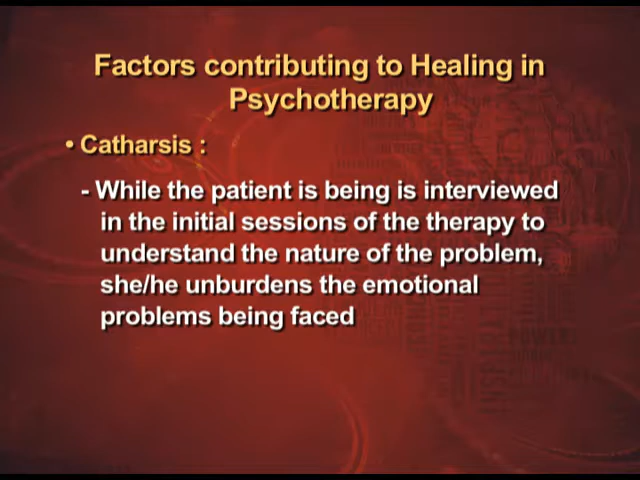 Factors contributing to Healing in
Psychotherapy
• Catharsis :
- While the patient is being is interviewed
in the initial sessions of the therapy to
understand the nature of the problem,
she/he unburdens the emotional
problems being faced